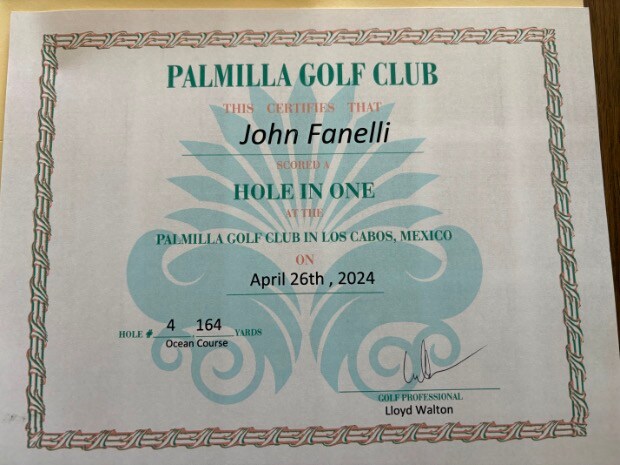 PALMILLA GOLF CLUB
THIS CERTIFIES THAT
John Fanelli
SCORED A
HOLE IN ONE
AT THE
PALMILLA GOLF CLUB IN LOS CABOS, MEXICO
ON
April 26th , 2024
HOLE # 4 , 164 YARDS
Ocean Course
GOLF PROFESSIONAL
Lloyd Walton